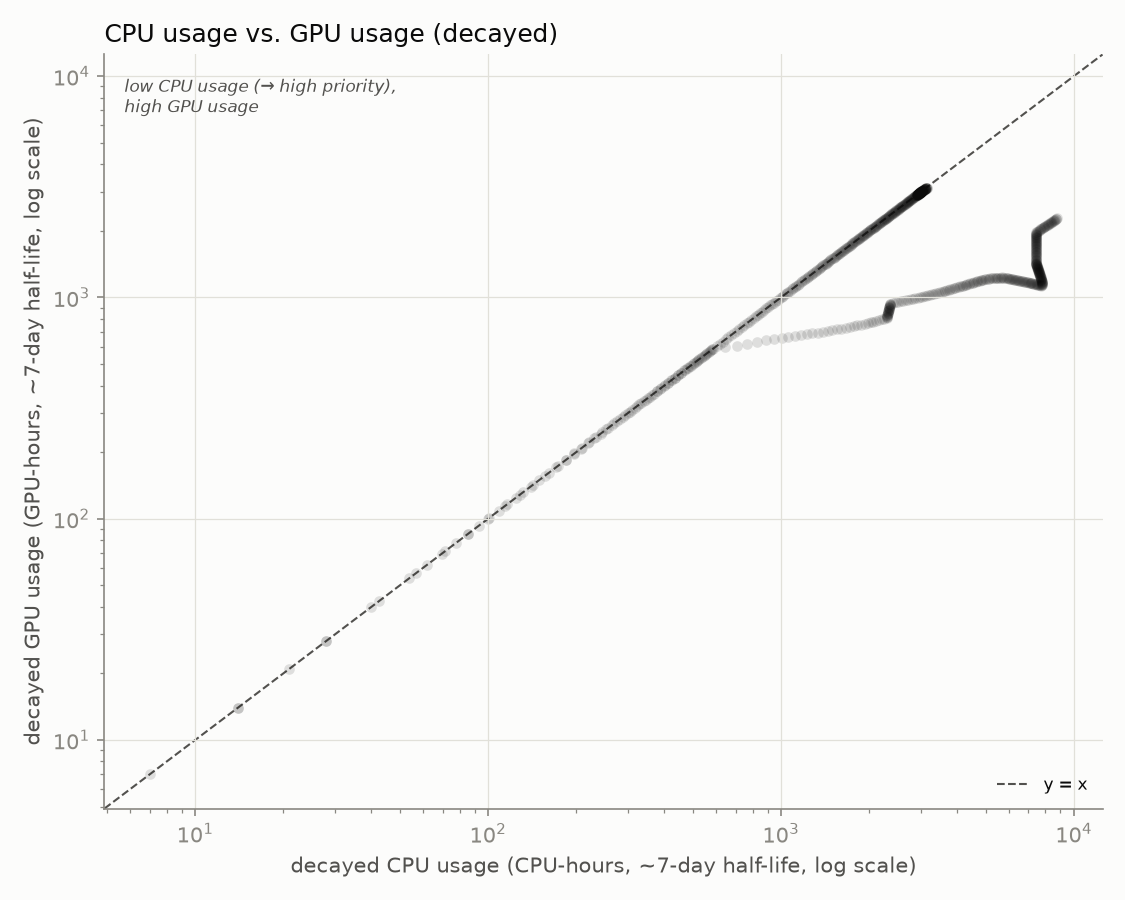 CPU usage vs. GPU usage (decayed)
low CPU usage (→ high priority),
high GPU usage
decayed GPU usage (GPU-hours, ~7-day half-life, log scale)
10⁴
10³
10²
10¹
y = x
10¹ 10² 10³ 10⁴
decayed CPU usage (CPU-hours, ~7-day half-life, log scale)